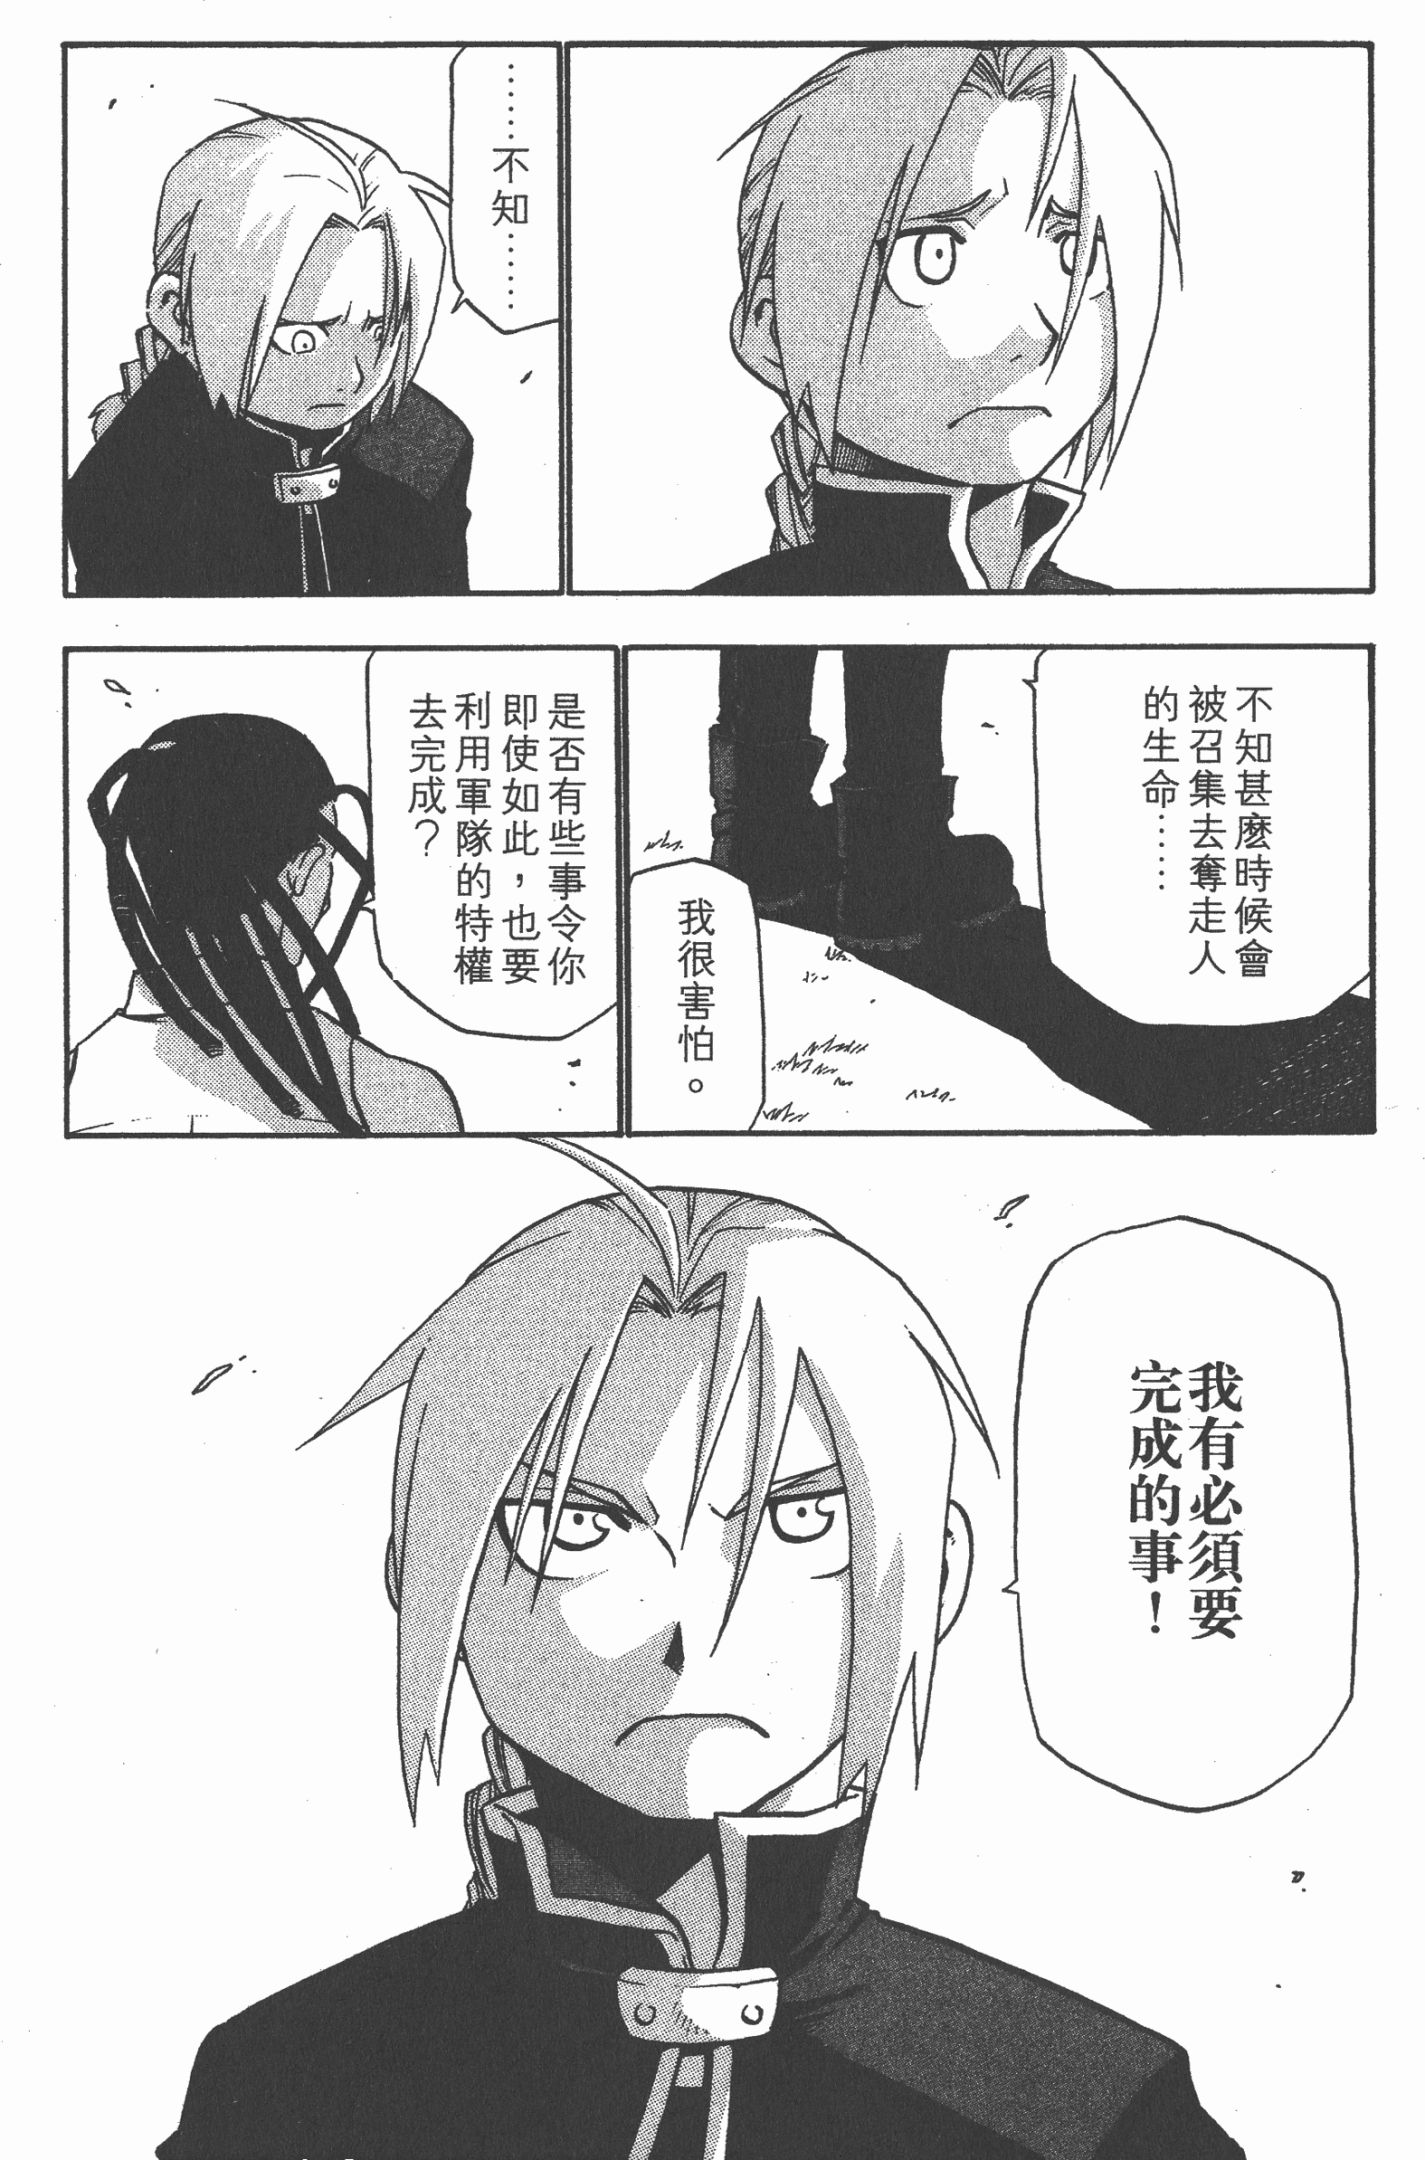 ……不知……
不知甚麼時候會
被召集去奪走人
的生命……
我很害怕。
是否有些事令你
即使如此，也要
利用軍隊的特權
去完成？
我有必須要
完成的事！